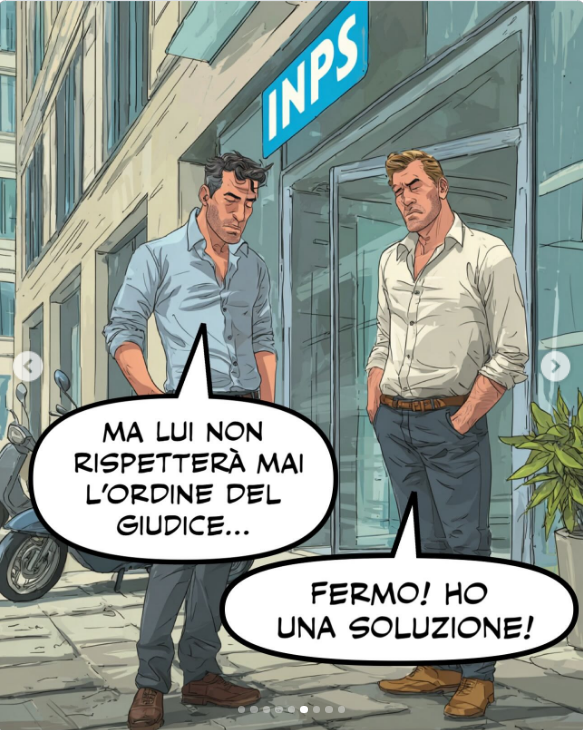 INPS
MA LUI NON
RISPETTERÀ MAI
L'ORDINE DEL
GIUDICE...
FERMO! HO
UNA SOLUZIONE!